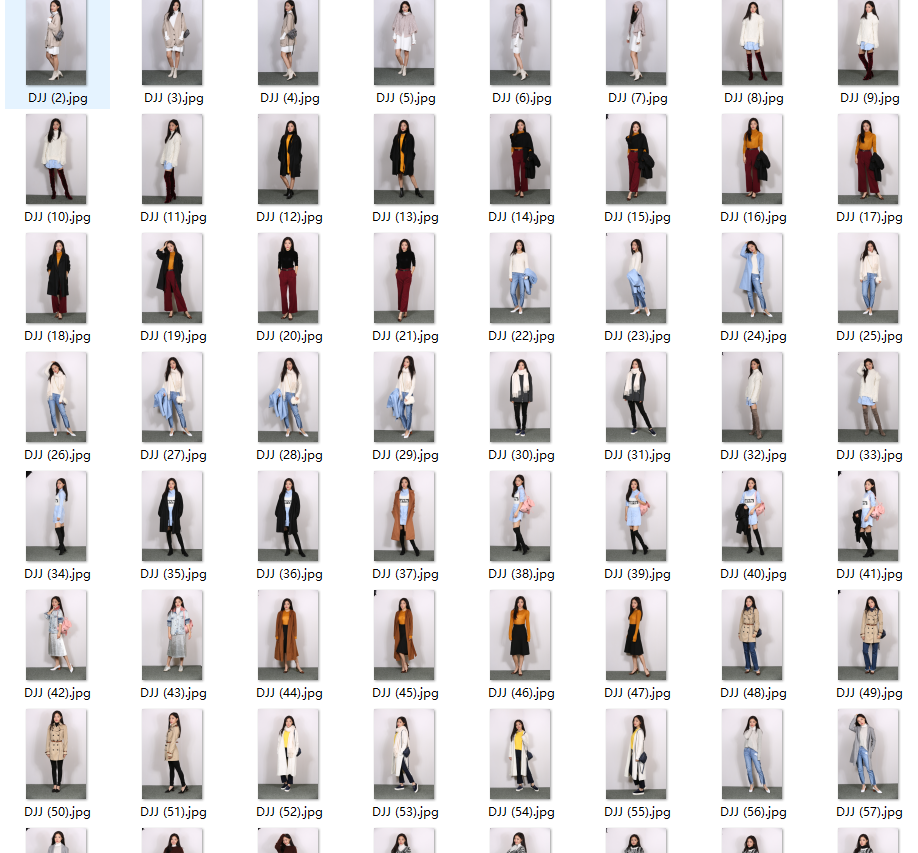 DJJ (2).jpg DJJ (3).jpg DJJ (4).jpg DJJ (5).jpg DJJ (6).jpg DJJ (7).jpg DJJ (8).jpg DJJ (9).jpg
DJJ (10).jpg DJJ (11).jpg DJJ (12).jpg DJJ (13).jpg DJJ (14).jpg DJJ (15).jpg DJJ (16).jpg DJJ (17).jpg
DJJ (18).jpg DJJ (19).jpg DJJ (20).jpg DJJ (21).jpg DJJ (22).jpg DJJ (23).jpg DJJ (24).jpg DJJ (25).jpg
DJJ (26).jpg DJJ (27).jpg DJJ (28).jpg DJJ (29).jpg DJJ (30).jpg DJJ (31).jpg DJJ (32).jpg DJJ (33).jpg
DJJ (34).jpg DJJ (35).jpg DJJ (36).jpg DJJ (37).jpg DJJ (38).jpg DJJ (39).jpg DJJ (40).jpg DJJ (41).jpg
DJJ (42).jpg DJJ (43).jpg DJJ (44).jpg DJJ (45).jpg DJJ (46).jpg DJJ (47).jpg DJJ (48).jpg DJJ (49).jpg
DJJ (50).jpg DJJ (51).jpg DJJ (52).jpg DJJ (53).jpg DJJ (54).jpg DJJ (55).jpg DJJ (56).jpg DJJ (57).jpg